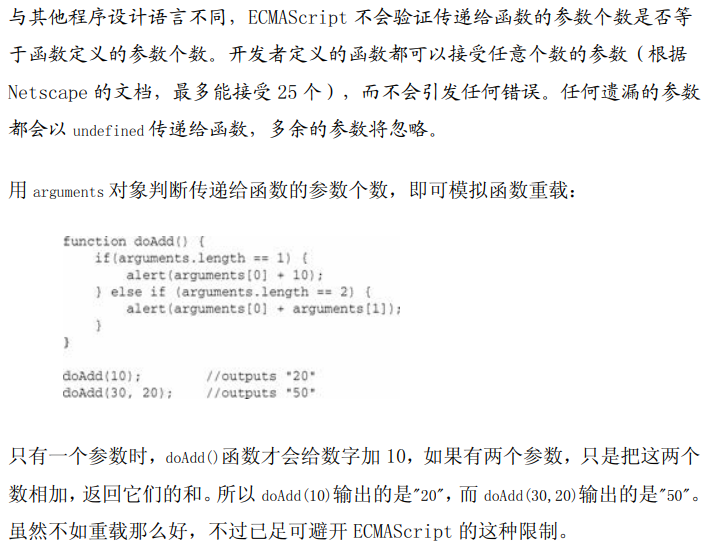 与其他程序设计语言不同，ECMAScript 不会验证传递给函数的参数个数是否等
于函数定义的参数个数。开发者定义的函数都可以接受任意个数的参数（根据
Netscape 的文档，最多能接受 25 个），而不会引发任何错误。任何遗漏的参数
都会以 undefined 传递给函数，多余的参数将忽略。
用 arguments 对象判断传递给函数的参数个数，即可模拟函数重载：
function doAdd() {
    if(arguments.length == 1) {
        alert(arguments[0] + 10);
    } else if (arguments.length == 2) {
        alert(arguments[0] + arguments[1]);
    }
}
doAdd(10);        //outputs "20"
doAdd(30, 20);    //outputs "50"
只有一个参数时，doAdd()函数才会给数字加 10，如果有两个参数，只是把这两个
数相加，返回它们的和。所以 doAdd(10)输出的是"20"，而 doAdd(30,20)输出的是"50"。
虽然不如重载那么好，不过已足可避开 ECMAScript 的这种限制。